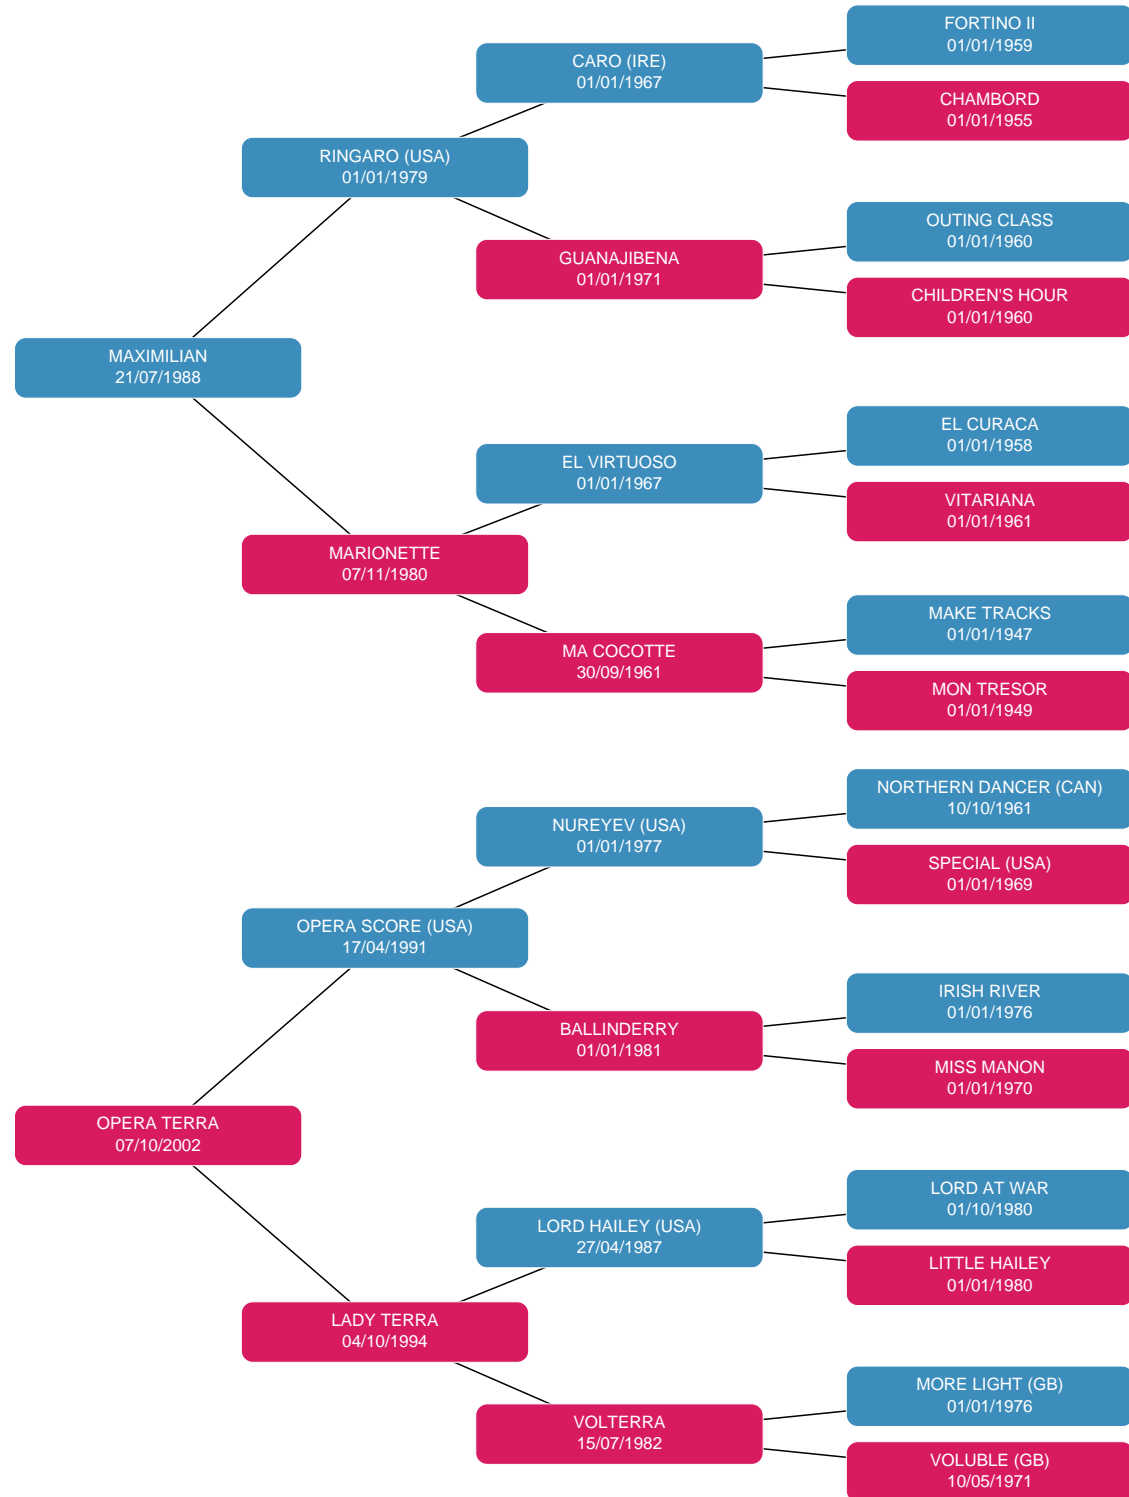 FORTINO II
01/01/1959
CARO (IRE)
01/01/1967
CHAMBORD
01/01/1955
RINGARO (USA)
01/01/1979
OUTING CLASS
01/01/1960
GUANAJIBENA
01/01/1971
CHILDREN'S HOUR
01/01/1960
MAXIMILIAN
21/07/1988
EL CURACA
01/01/1958
EL VIRTUOSO
01/01/1967
VITARIANA
01/01/1961
MARIONETTE
07/11/1980
MAKE TRACKS
01/01/1947
MA COCOTTE
30/09/1961
MON TRESOR
01/01/1949
NORTHERN DANCER (CAN)
10/10/1961
NUREYEV (USA)
01/01/1977
SPECIAL (USA)
01/01/1969
OPERA SCORE (USA)
17/04/1991
IRISH RIVER
01/01/1976
BALLINDERRY
01/01/1981
MISS MANON
01/01/1970
OPERA TERRA
07/10/2002
LORD AT WAR
01/10/1980
LORD HAILEY (USA)
27/04/1987
LITTLE HAILEY
01/01/1980
LADY TERRA
04/10/1994
MORE LIGHT (GB)
01/01/1976
VOLTERRA
15/07/1982
VOLUBLE (GB)
10/05/1971